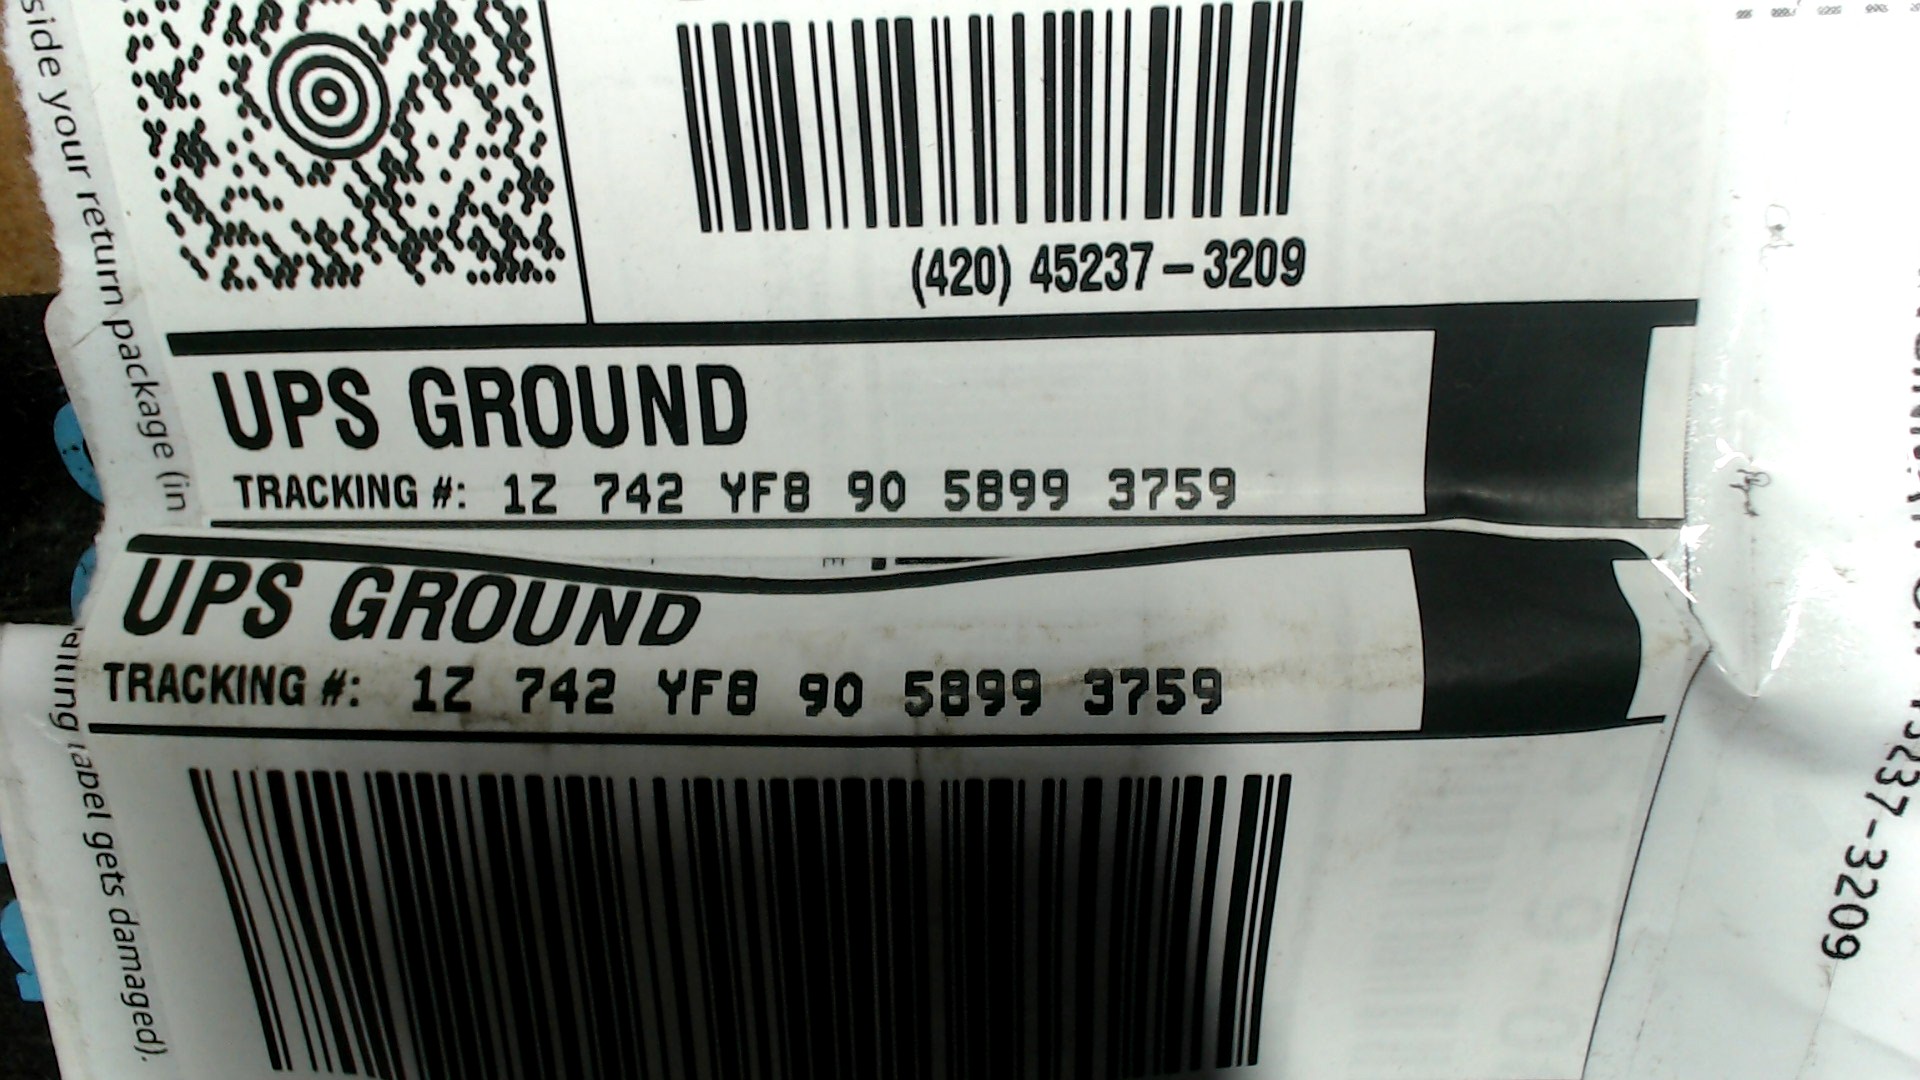 side your return package (in
(420) 45237-3209
UPS GROUND
TRACKING #: 1Z 742 YF8 90 5899 3759
UPS GROUND
TRACKING #: 1Z 742 YF8 90 5899 3759
label gets damaged).
37-3209